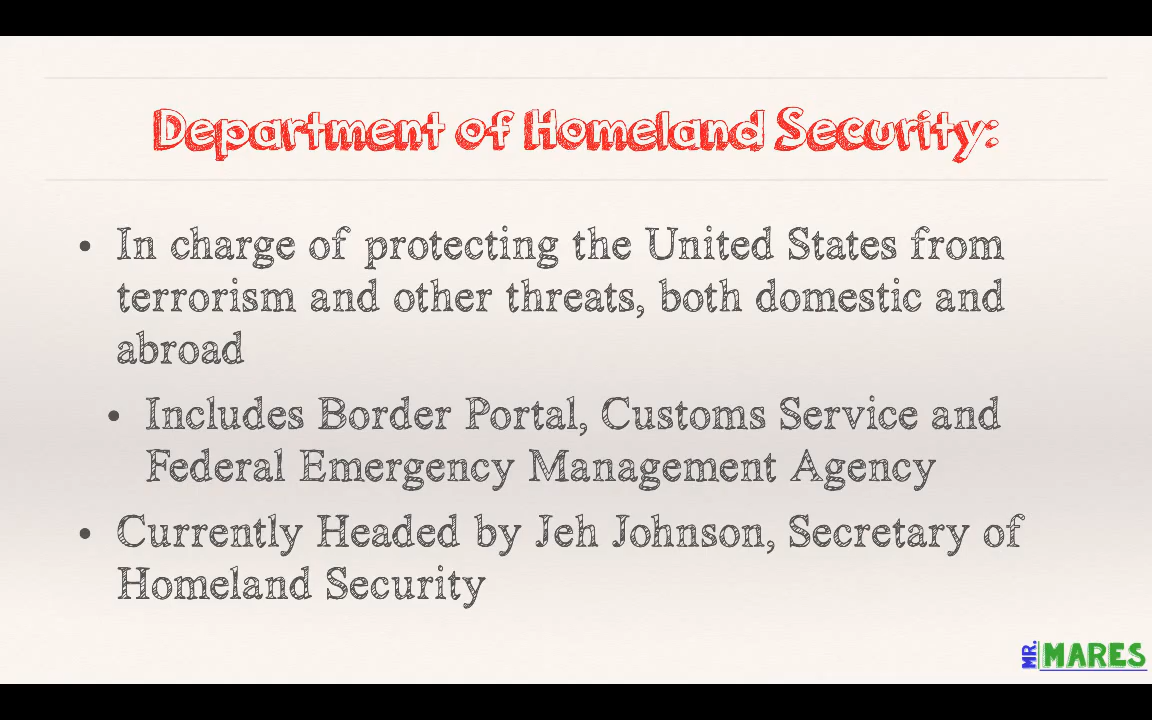 Department of Homeland Security:
• In charge of protecting the United States from
terrorism and other threats, both domestic and
abroad
• Includes Border Portal, Customs Service and
Federal Emergency Management Agency
• Currently Headed by Jeh Johnson, Secretary of
Homeland Security
MR. MARES